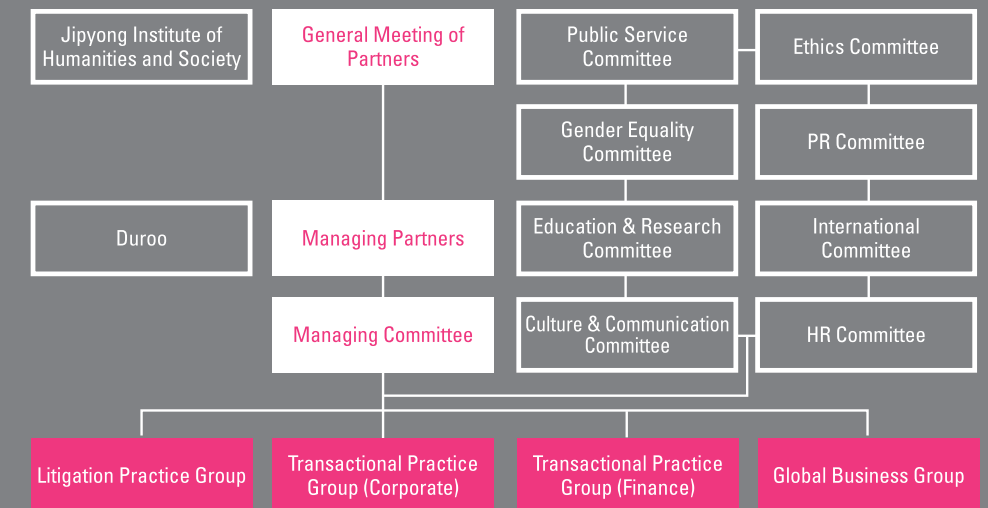 Jipyong Institute of
Humanities and Society
General Meeting of
Partners
Public Service
Committee
Ethics Committee
Gender Equality
Committee
PR Committee
Duroo
Managing Partners
Education & Research
Committee
International
Committee
Managing Committee
Culture & Communication
Committee
HR Committee
Litigation Practice Group
Transactional Practice
Group (Corporate)
Transactional Practice
Group (Finance)
Global Business Group